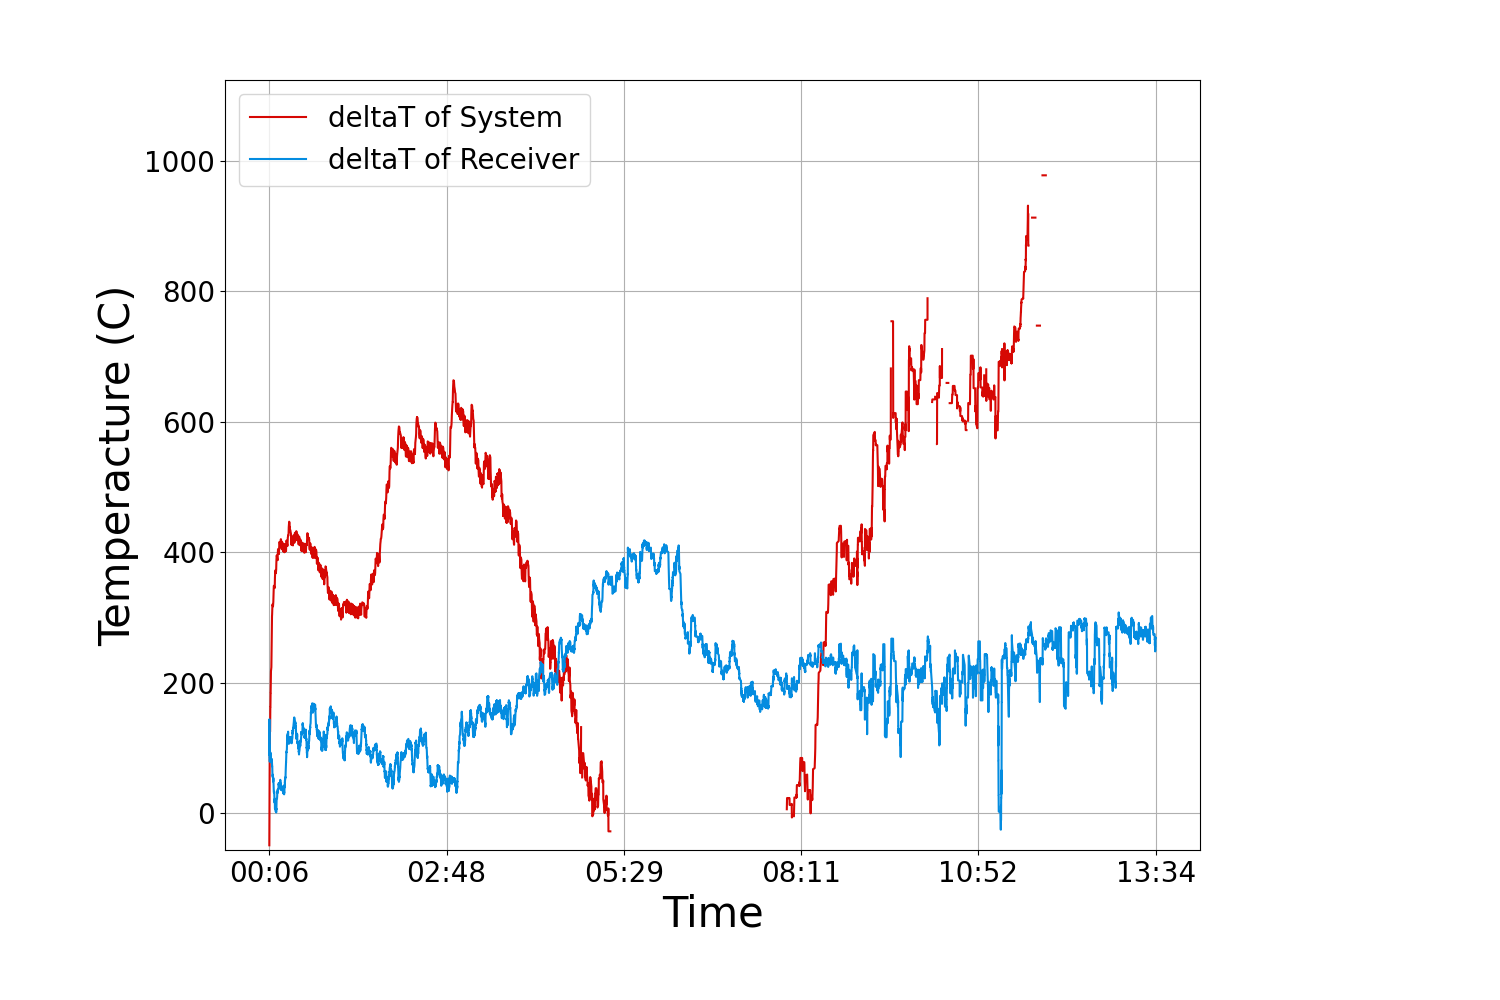 deltaT of System
deltaT of Receiver
Temperacture (C)
1000
800
600
400
200
0
00:06 02:48 05:29 08:11 10:52 13:34
Time